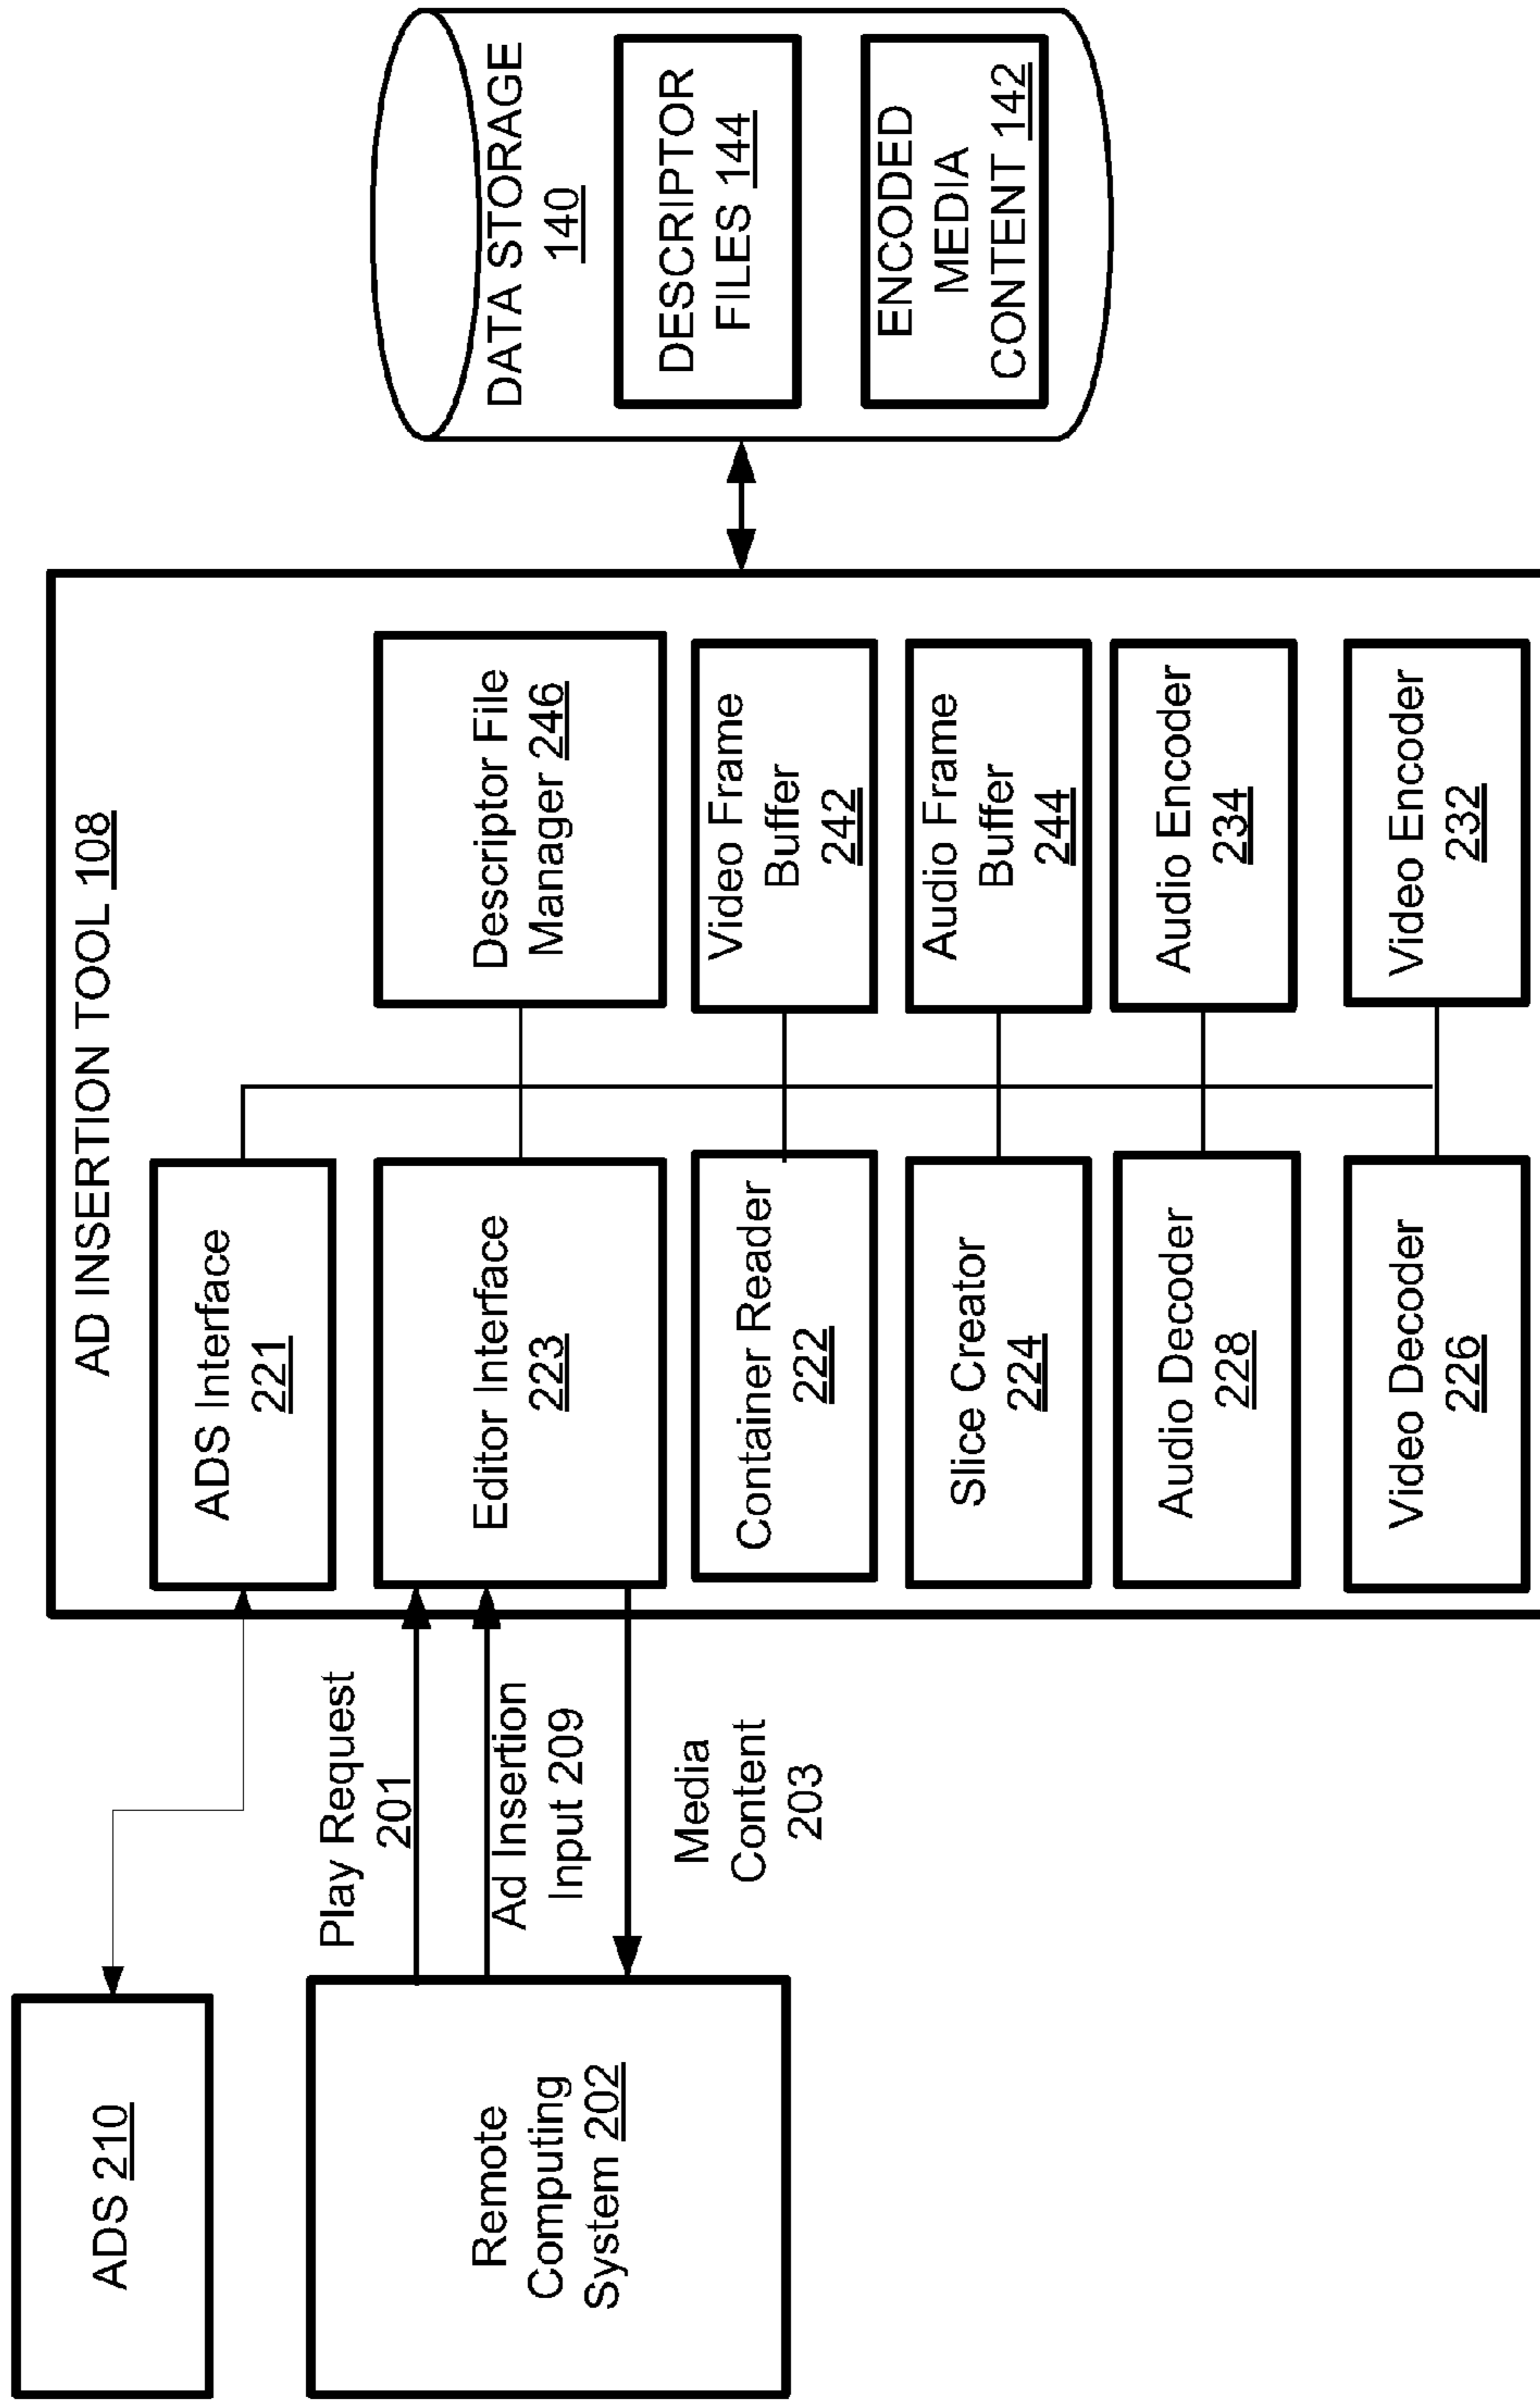 ADS 210
Remote
Computing
System 202
Play Request
201
Ad Insertion
Input 209
Media
Content
203
AD INSERTION TOOL 108
ADS Interface
221
Editor Interface
223
Container Reader
222
Slice Creator
224
Audio Decoder
228
Video Decoder
226
Descriptor File
Manager 246
Video Frame
Buffer
242
Audio Frame
Buffer
244
Audio Encoder
234
Video Encoder
232
DATA STORAGE
140
DESCRIPTOR
FILES 144
ENCODED
MEDIA
CONTENT 142